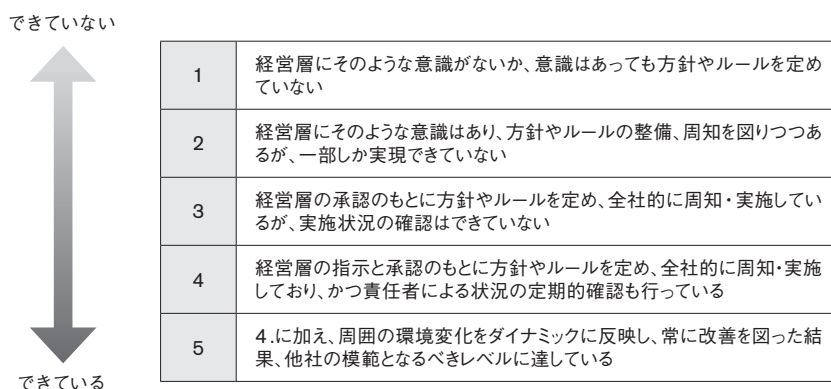 できていない
1
経営層にそのような意識がないか、意識はあっても方針やルールを定め
ていない
2
経営層にそのような意識はあり、方針やルールの整備、周知を図りつつあ
るが、一部しか実現できていない
3
経営層の承認のもとに方針やルールを定め、全社的に周知・実施してい
るが、実施状況の確認はできていない
4
経営層の指示と承認のもとに方針やルールを定め、全社的に周知・実施
しており、かつ責任者による状況の定期的確認も行っている
5
4.に加え、周囲の環境変化をダイナミックに反映し、常に改善を図った結
果、他社の模範となるべきレベルに達している
できている